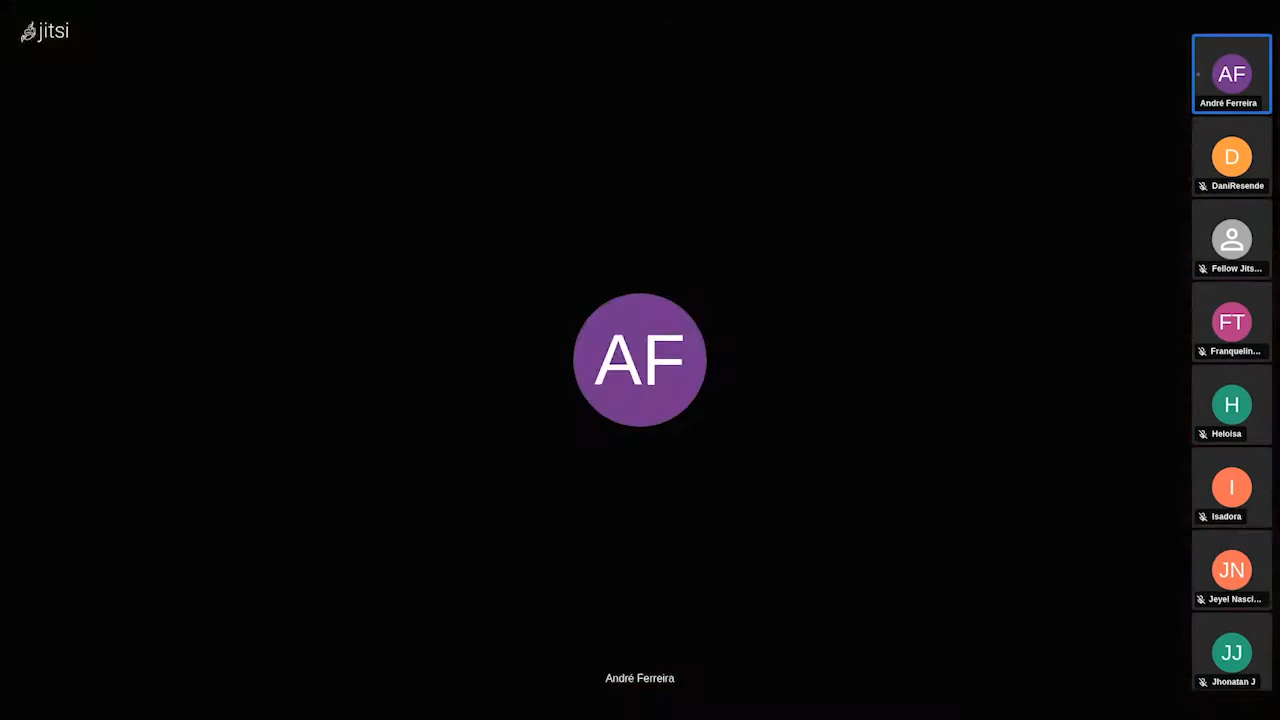 jitsi
AF
André Ferreira
AF
André Ferreira
D
DaniResende
Fellow Jits...
FT
Franquelin...
H
Heloisa
I
Isadora
JN
Jeyel Nasci...
JJ
Jhonatan J